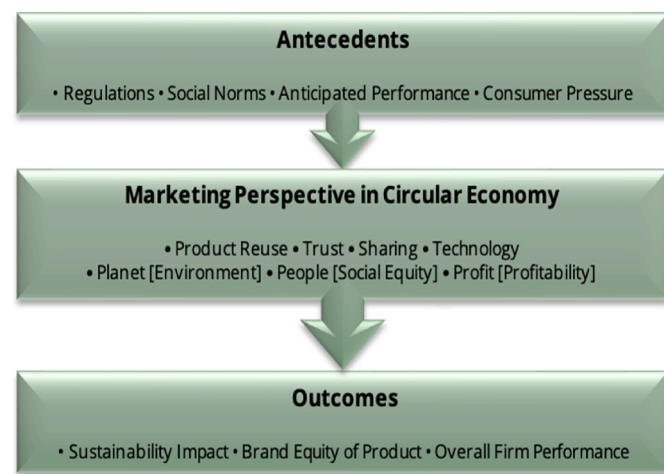 Antecedents
• Regulations • Social Norms • Anticipated Performance • Consumer Pressure
Marketing Perspective in Circular Economy
• Product Reuse • Trust • Sharing • Technology
• Planet [Environment] • People [Social Equity] • Profit [Profitability]
Outcomes
• Sustainability Impact • Brand Equity of Product • Overall Firm Performance